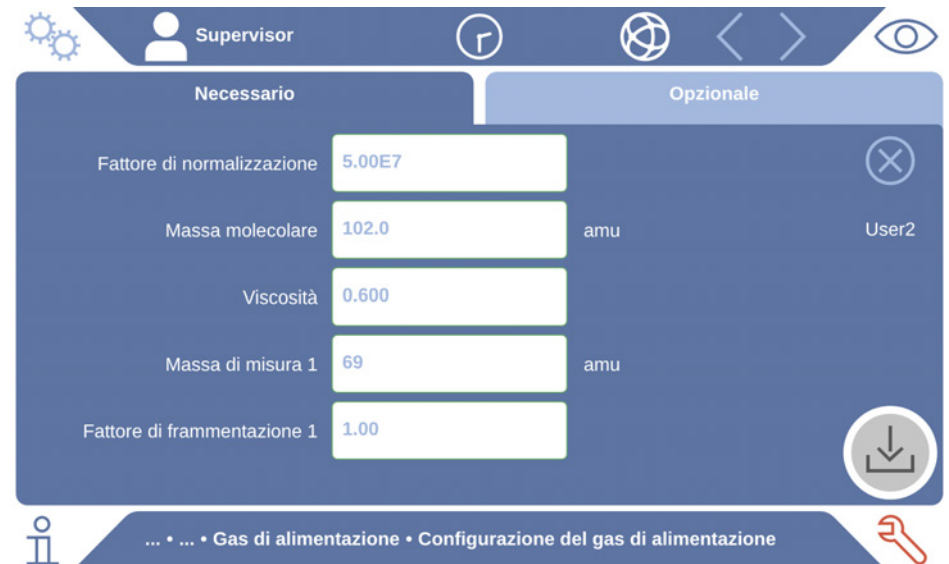 Supervisor
Necessario
Opzionale
Fattore di normalizzazione 5.00E7
Massa molecolare 102.0 amu User2
Viscosità 0.600
Massa di misura 1 69 amu
Fattore di frammentazione 1 1.00
... • ... • Gas di alimentazione • Configurazione del gas di alimentazione